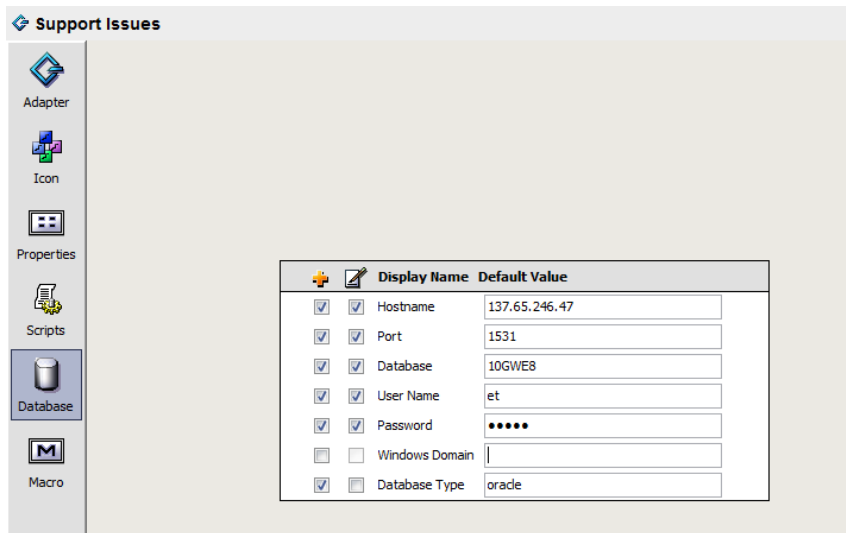 Support Issues
Adapter
Icon
Properties
Scripts
Database
Macro
Display Name Default Value
Hostname 137.65.246.47
Port 1531
Database 10GWE8
User Name et
Password •••••
Windows Domain
Database Type oracle